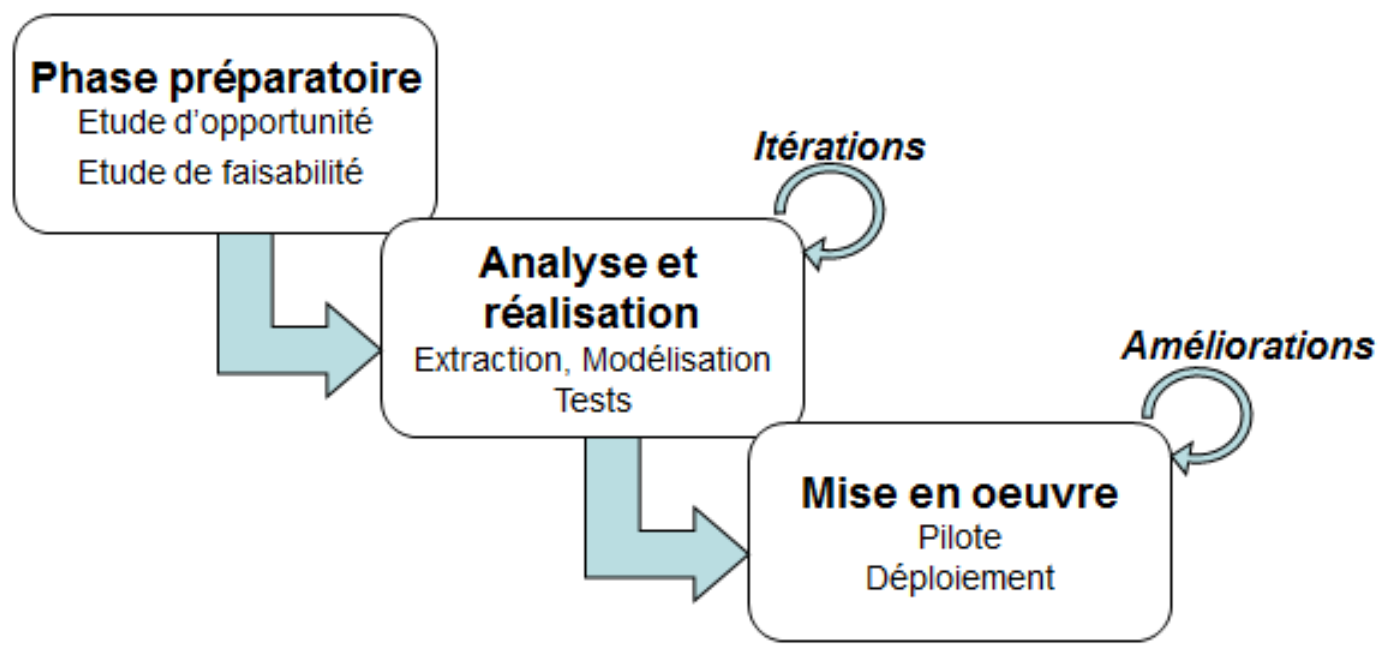 Phase préparatoire
Etude d’opportunité
Etude de faisabilité
Itérations
Analyse et
réalisation
Extraction, Modélisation
Tests
Améliorations
Mise en oeuvre
Pilote
Déploiement